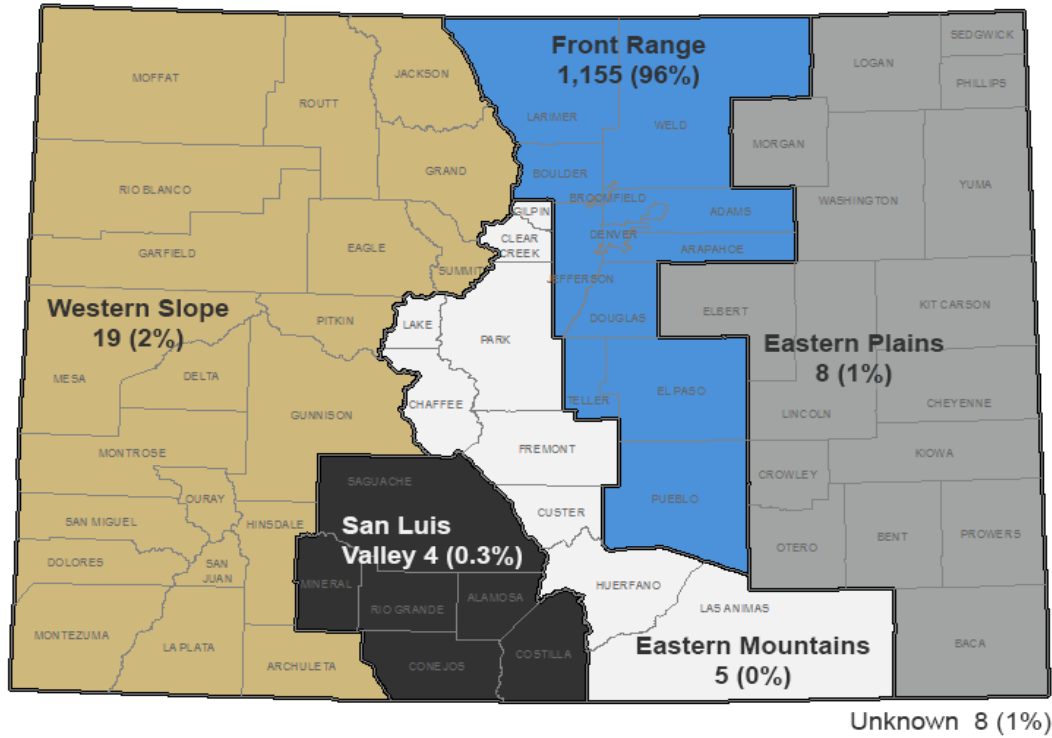 SEDGWICK
LOGAN
PHILLIPS
Front Range
1,155 (96%)
MOFFAT
JACKSON
ROUTT
LARIMER
WELD
MORGAN
RIO BLANCO
GRAND
BOULDER
YUMA
BROOMFIELD
WASHINGTON
GILPIN
ADAMS
DENVER
CLEAR
CREEK
ARAPAHOE
GARFIELD
EAGLE
SUMMIT
JEFFERSON
Western Slope
19 (2%)
PITKIN
LAKE
PARK
DOUGLAS
ELBERT
KIT CARSON
Eastern Plains
8 (1%)
MESA
DELTA
CHAFFEE
TELLER
EL PASO
LINCOLN
CHEYENNE
GUNNISON
MONTROSE
FREMONT
KIOWA
CROWLEY
SAGUACHE
OURAY
PUEBLO
SAN MIGUEL
HINSDALE
San Luis
Valley 4 (0.3%)
CUSTER
OTERO
BENT
PROWERS
DOLORES
SAN
JUAN
MINERAL
RIO GRANDE
ALAMOSA
HUERFANO
LAS ANIMAS
MONTEZUMA
LA PLATA
ARCHULETA
CONEJOS
COSTILLA
Eastern Mountains
5 (0%)
BACA
Unknown 8 (1%)